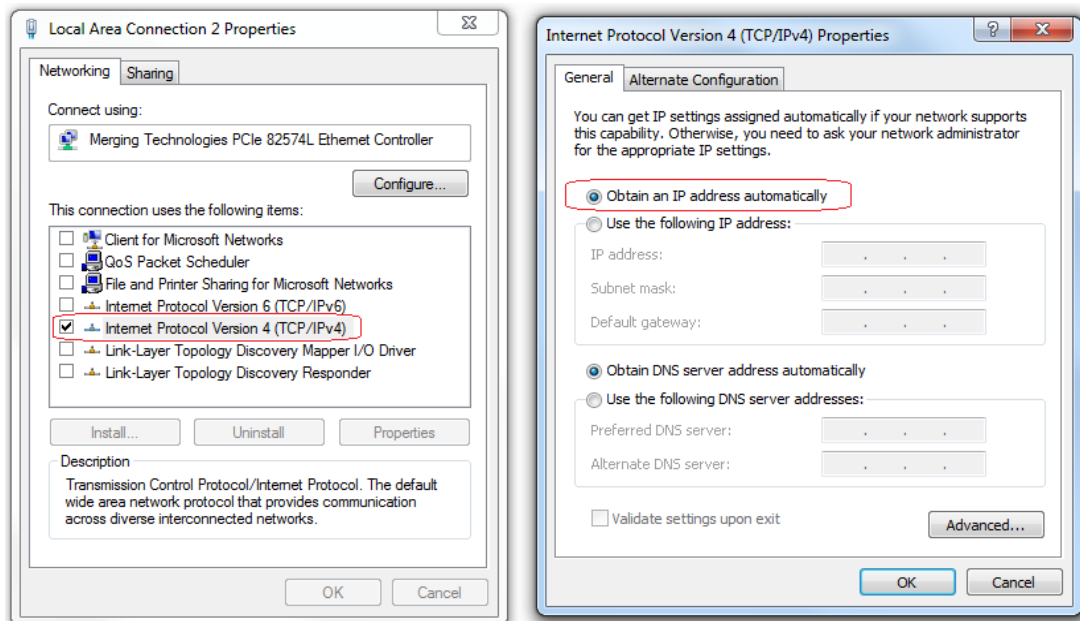 Local Area Connection 2 Properties
Networking
Sharing
Connect using:
Merging Technologies PCIe 82574L Ethernet Controller
Configure...
This connection uses the following items:
Client for Microsoft Networks
QoS Packet Scheduler
File and Printer Sharing for Microsoft Networks
Internet Protocol Version 6 (TCP/IPv6)
Internet Protocol Version 4 (TCP/IPv4)
Link-Layer Topology Discovery Mapper I/O Driver
Link-Layer Topology Discovery Responder
Install...
Uninstall
Properties
Description
Transmission Control Protocol/Internet Protocol. The default
wide area network protocol that provides communication
across diverse interconnected networks.
OK
Cancel
Internet Protocol Version 4 (TCP/IPv4) Properties
General
Alternate Configuration
You can get IP settings assigned automatically if your network supports
this capability. Otherwise, you need to ask your network administrator
for the appropriate IP settings.
Obtain an IP address automatically
Use the following IP address:
IP address:
Subnet mask:
Default gateway:
Obtain DNS server address automatically
Use the following DNS server addresses:
Preferred DNS server:
Alternate DNS server:
Validate settings upon exit
Advanced...
OK
Cancel